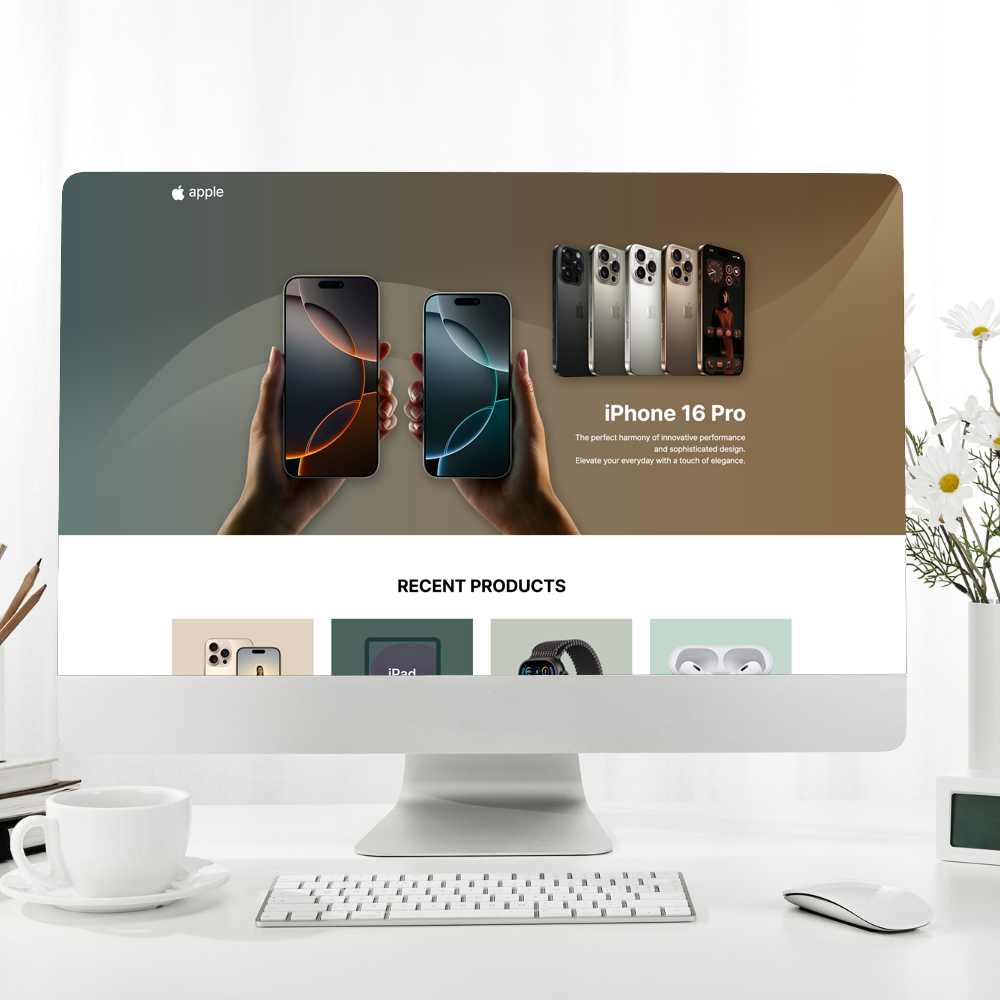 apple
iPhone 16 Pro
The perfect harmony of innovative performance
and sophisticated design.
Elevate your everyday with a touch of elegance.
RECENT PRODUCTS
iPad